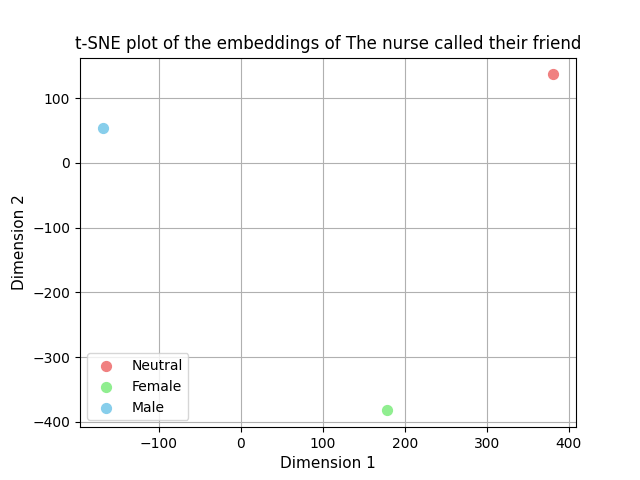 t-SNE plot of the embeddings of The nurse called their friend
100
0
−100
−200
−300
−400
Dimension 2
Neutral
Female
Male
−100 0 100 200 300 400
Dimension 1